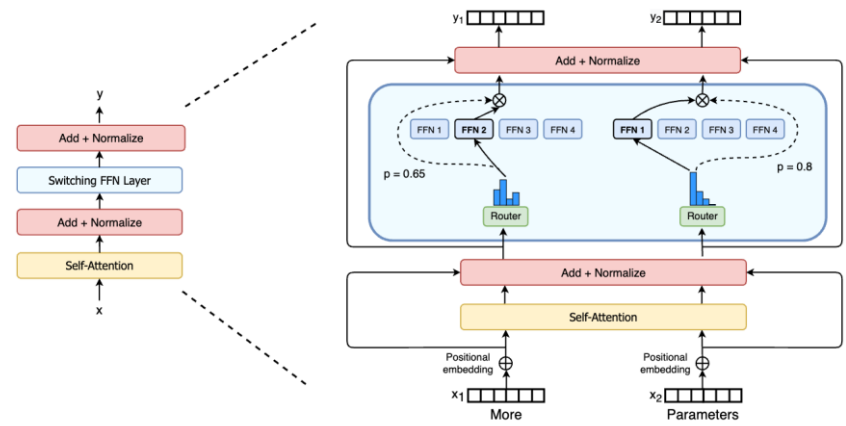 y
Add + Normalize
Switching FFN Layer
Add + Normalize
Self-Attention
x
y1 y2
Add + Normalize
FFN 1 FFN 2 FFN 3 FFN 4 FFN 1 FFN 2 FFN 3 FFN 4
p = 0.65 p = 0.8
Router Router
Add + Normalize
Self-Attention
Positional embedding Positional embedding
x1 x2
More Parameters